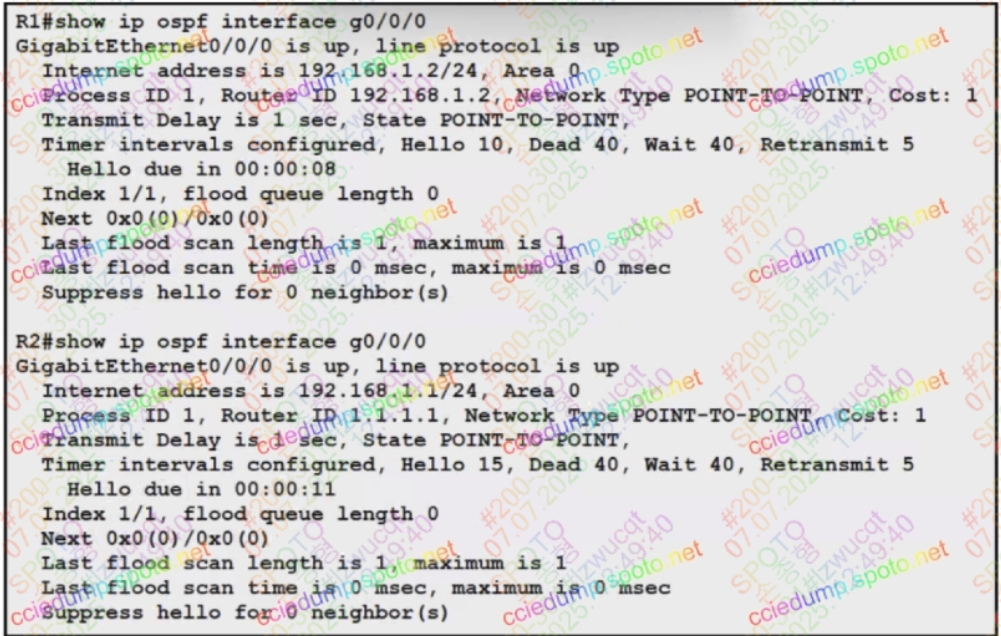 R1#show ip ospf interface g0/0/0
GigabitEthernet0/0/0 is up, line protocol is up
Internet address is 192.168.1.2/24, Area 0
Process ID 1, Router ID 192.168.1.2, Network Type POINT-TO-POINT, Cost: 1
Transmit Delay is 1 sec, State POINT-TO-POINT,
Timer intervals configured, Hello 10, Dead 40, Wait 40, Retransmit 5
Hello due in 00:00:08
Index 1/1, flood queue length 0
Next 0x0(0)/0x0(0)
Last flood scan length is 1, maximum is 1
Last flood scan time is 0 msec, maximum is 0 msec
Suppress hello for 0 neighbor(s)
R2#show ip ospf interface g0/0/0
GigabitEthernet0/0/0 is up, line protocol is up
Internet address is 192.168.1.1/24, Area 0
Process ID 1, Router ID 1.1.1.1, Network Type POINT-TO-POINT, Cost: 1
Transmit Delay is 1 sec, State POINT-TO-POINT,
Timer intervals configured, Hello 15, Dead 40, Wait 40, Retransmit 5
Hello due in 00:00:11
Index 1/1, flood queue length 0
Next 0x0(0)/0x0(0)
Last flood scan length is 1, maximum is 1
Last flood scan time is 0 msec, maximum is 0 msec
Suppress hello for 0 neighbor(s)
cciedump.spoto.net